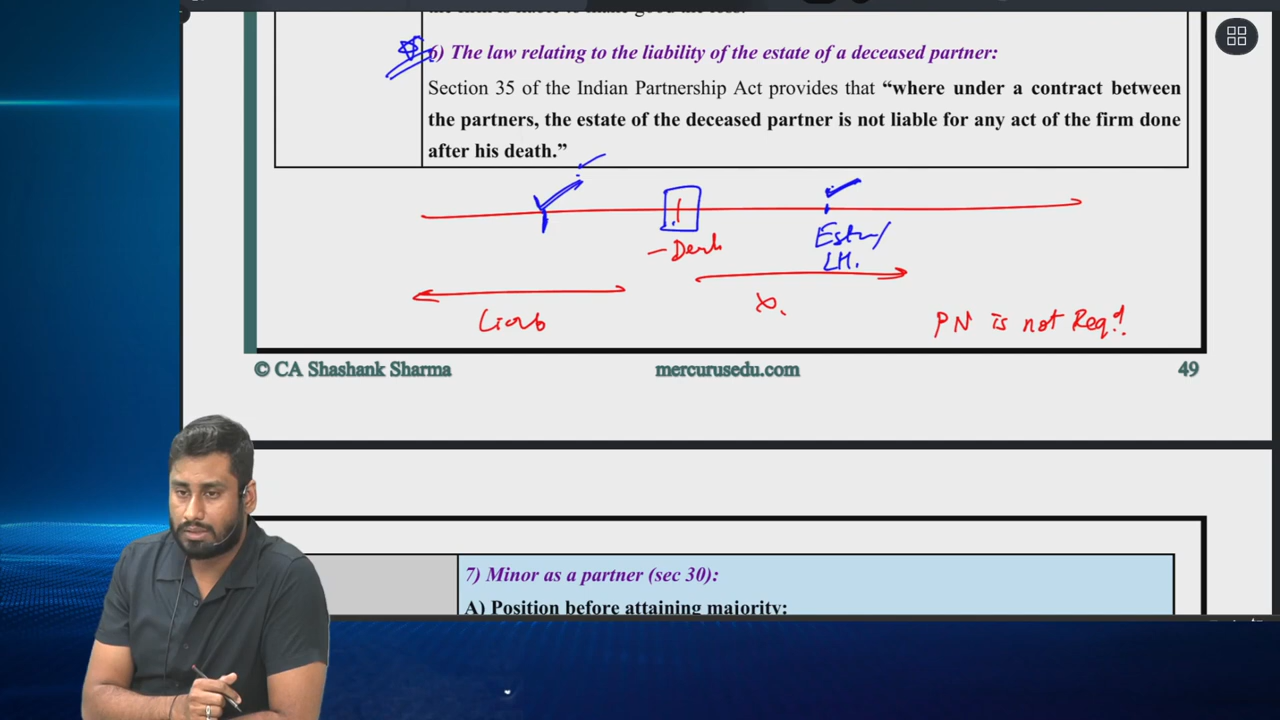 6) The law relating to the liability of the estate of a deceased partner:
Section 35 of the Indian Partnership Act provides that “where under a contract between
the partners, the estate of the deceased partner is not liable for any act of the firm done
after his death.”
- Death
LH.
Liab
PN is not Reqd.
© CA Shashank Sharma
mercurusedu.com
49
7) Minor as a partner (sec 30):
A) Position before attaining majority: